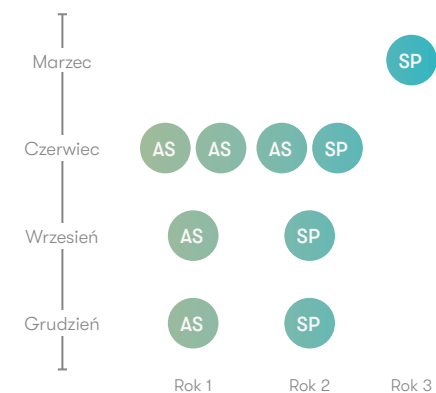 Marzec SP
Czerwiec AS AS AS SP
Wrzesień AS SP
Grudzień AS SP
Rok 1 Rok 2 Rok 3